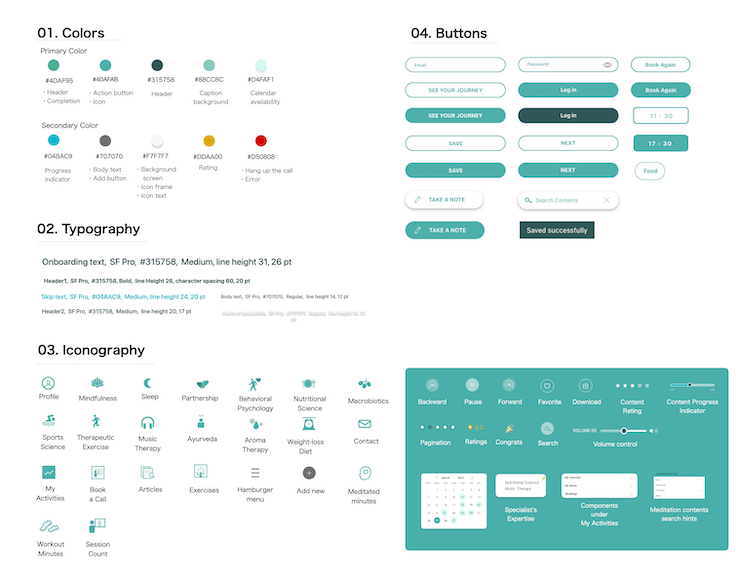 01. Colors
Primary Color
#4DAF95
- Header
- Completion
#4DAFAB
- Action button
- Icon
#315758
Header
#88CCBC
Caption
background
#D4FAF1
Calendar
availability
Secondary Color
#04BAC9
Progress
indicator
#707070
- Body text
- Add button
#F7F7F7
- Background
screen
- Icon frame
- Icon text
#DDAA00
Rating
#D50808
- Hang up the call
- Error
02. Typography
Onboarding text, SF Pro, #315758, Medium, line height 31, 26 pt
Header1, SF Pro, #315758, Bold, line Height 26, character spacing 60, 20 pt
Skip text, SF Pro, #04BAC9, Medium, line height 24, 20 pt
Body text, SF Pro, #707070, Regular, line height 14, 12 pt
Header2, SF Pro, #315758, Medium, line height 20, 17 pt
03. Iconography
Profile
Mindfulness
Sleep
Partnership
Behavioral
Psychology
Nutritional
Science
Macrobiotics
Sports
Science
Therapeutic
Exercise
Music
Therapy
Ayurveda
Aroma
Therapy
Weight-loss
Diet
Contact
My
Activities
Book
a Call
Articles
Exercises
Hamburger
menu
Add new
Meditated
minutes
Workout
Minutes
Session
Count
04. Buttons
Email
Password
Book Again
SEE YOUR JOURNEY
Log in
Book Again
SEE YOUR JOURNEY
Log in
11 : 30
SAVE
NEXT
17 : 30
SAVE
NEXT
Food
TAKE A NOTE
Search Contents
TAKE A NOTE
Saved successfully
Backward
Pause
Forward
Favorite
Download
Content
Rating
Content Progress
Indicator
Pagination
Ratings
Congrats
Search
VOLUME
Volume control
Nutritional Science
Music Therapy
Specialist's
Expertise
My Favorites
Components
under
My Activities
Meditation contents
search hints